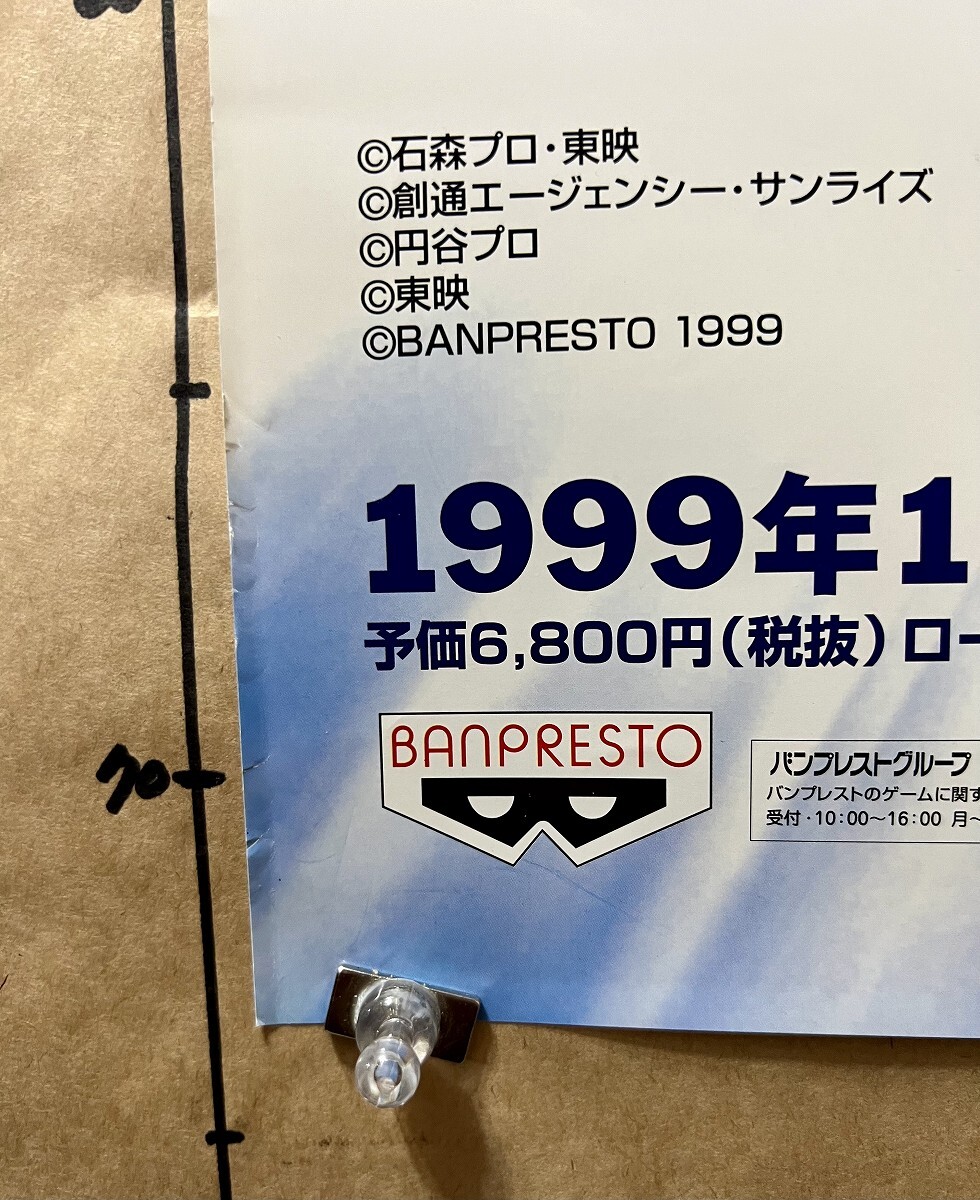 ©石森プロ・東映
©創通エージェンシー・サンライズ
©円谷プロ
©東映
©BANPRESTO 1999
1999年1
予価6,800円（税抜）ロー
BANPRESTO
バンプレストグループ
バンプレストのゲームに関す
受付・10:00〜16:00 月〜
70